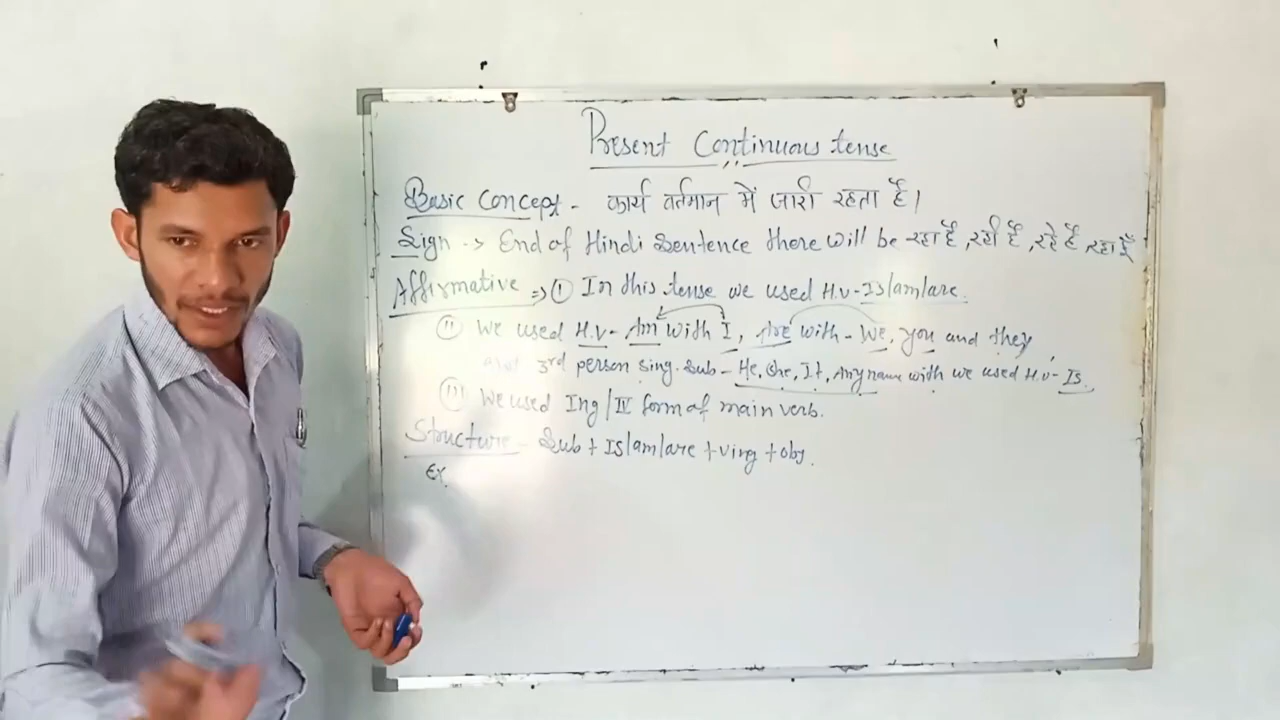 Present Continuous tense
Basic Concept - कार्य वर्तमान में जारी रहता है।
Sign -> End of Hindi Sentence there will be रहा है, रही है, रहे है, रहा हूँ
Affirmative => (I) In this tense we used H.V - Is/am/are.
(II) We used H.V - Am with I, Are with - We, you and they
3rd person sing. Sub - He, She, It, Any name with we used H.V - Is.
(III) We used Ing/IV form of main verb.
Structure - Sub + Is/am/are + ving + obj.
Ex.